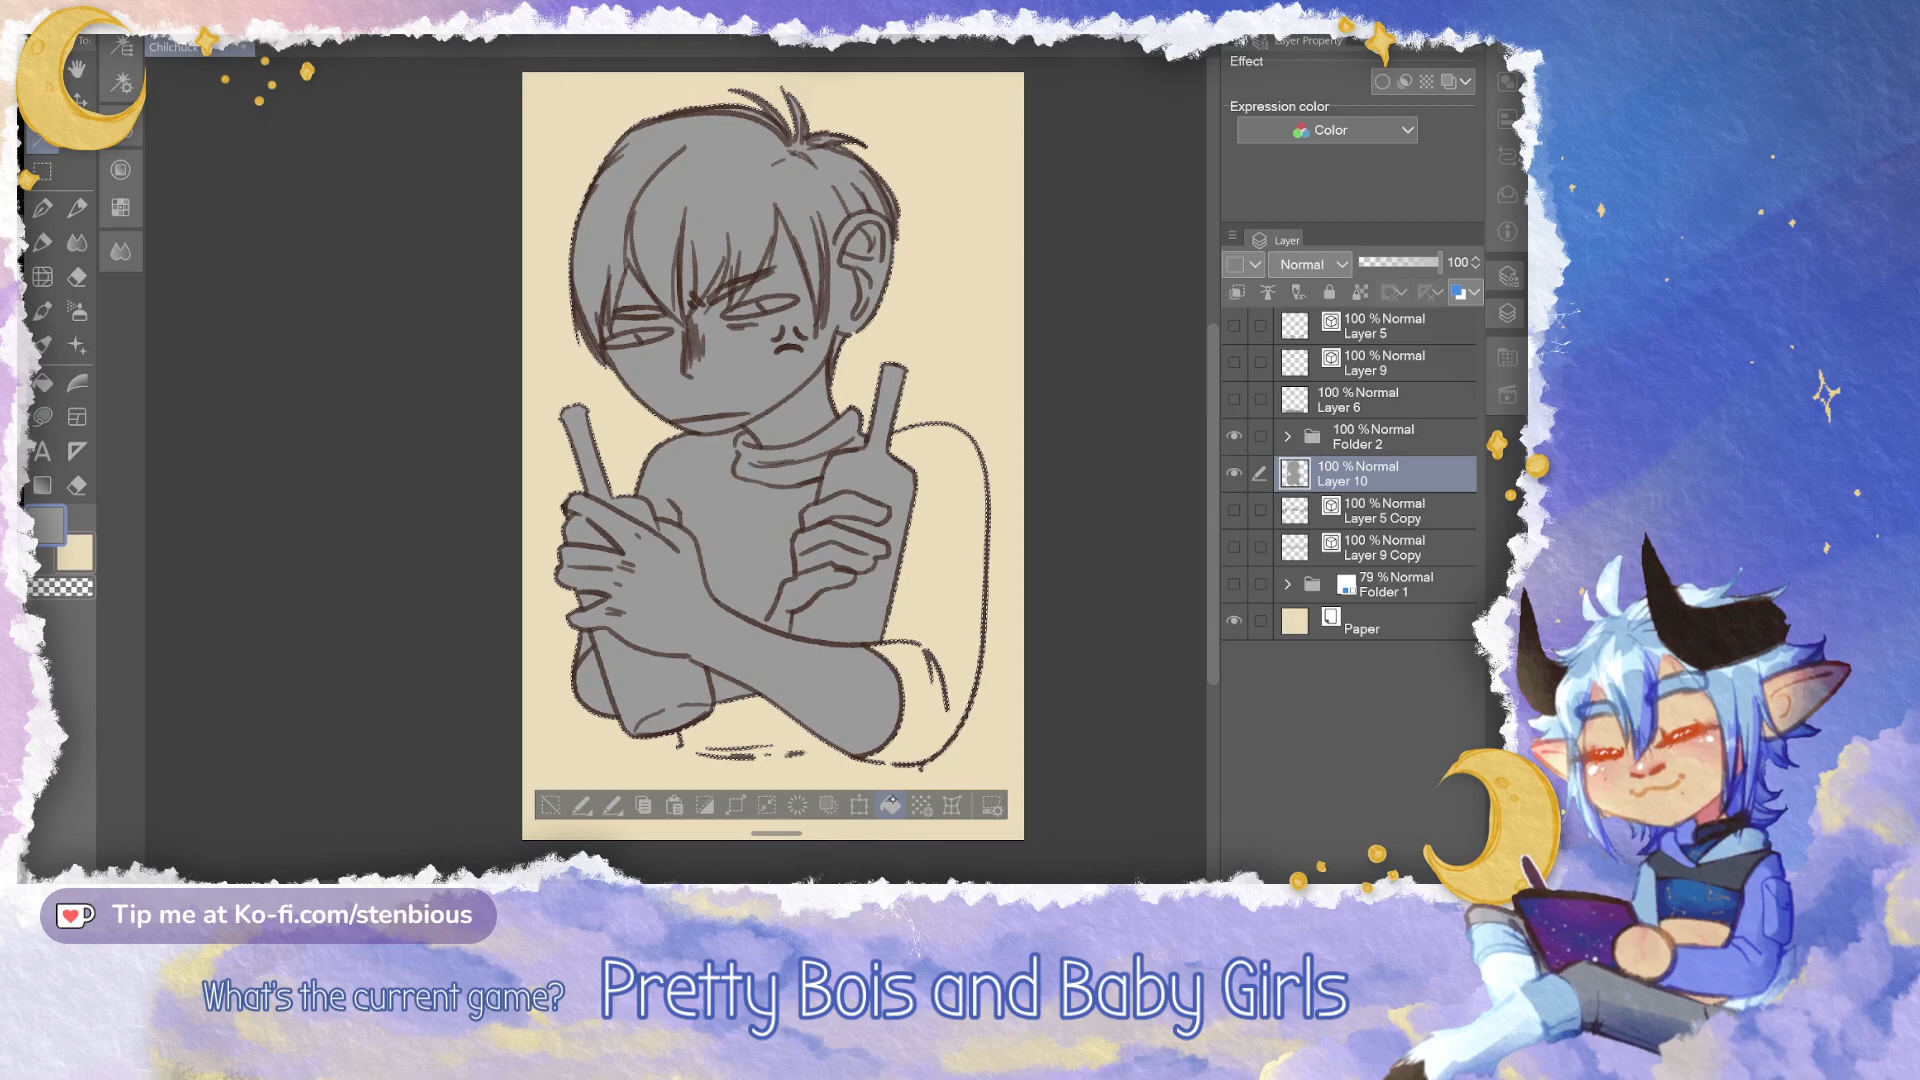 Chilchuck
Layer Property
Effect
Expression color
Color
Layer
Normal
100
100 % Normal
Layer 5
100 % Normal
Layer 9
100 % Normal
Layer 6
100 % Normal
Folder 2
100 % Normal
Layer 10
100 % Normal
Layer 5 Copy
100 % Normal
Layer 9 Copy
79 % Normal
Folder 1
Paper
A
Tip me at Ko-fi.com/stenbious
What's the current game?
Pretty Bois and Baby Girls